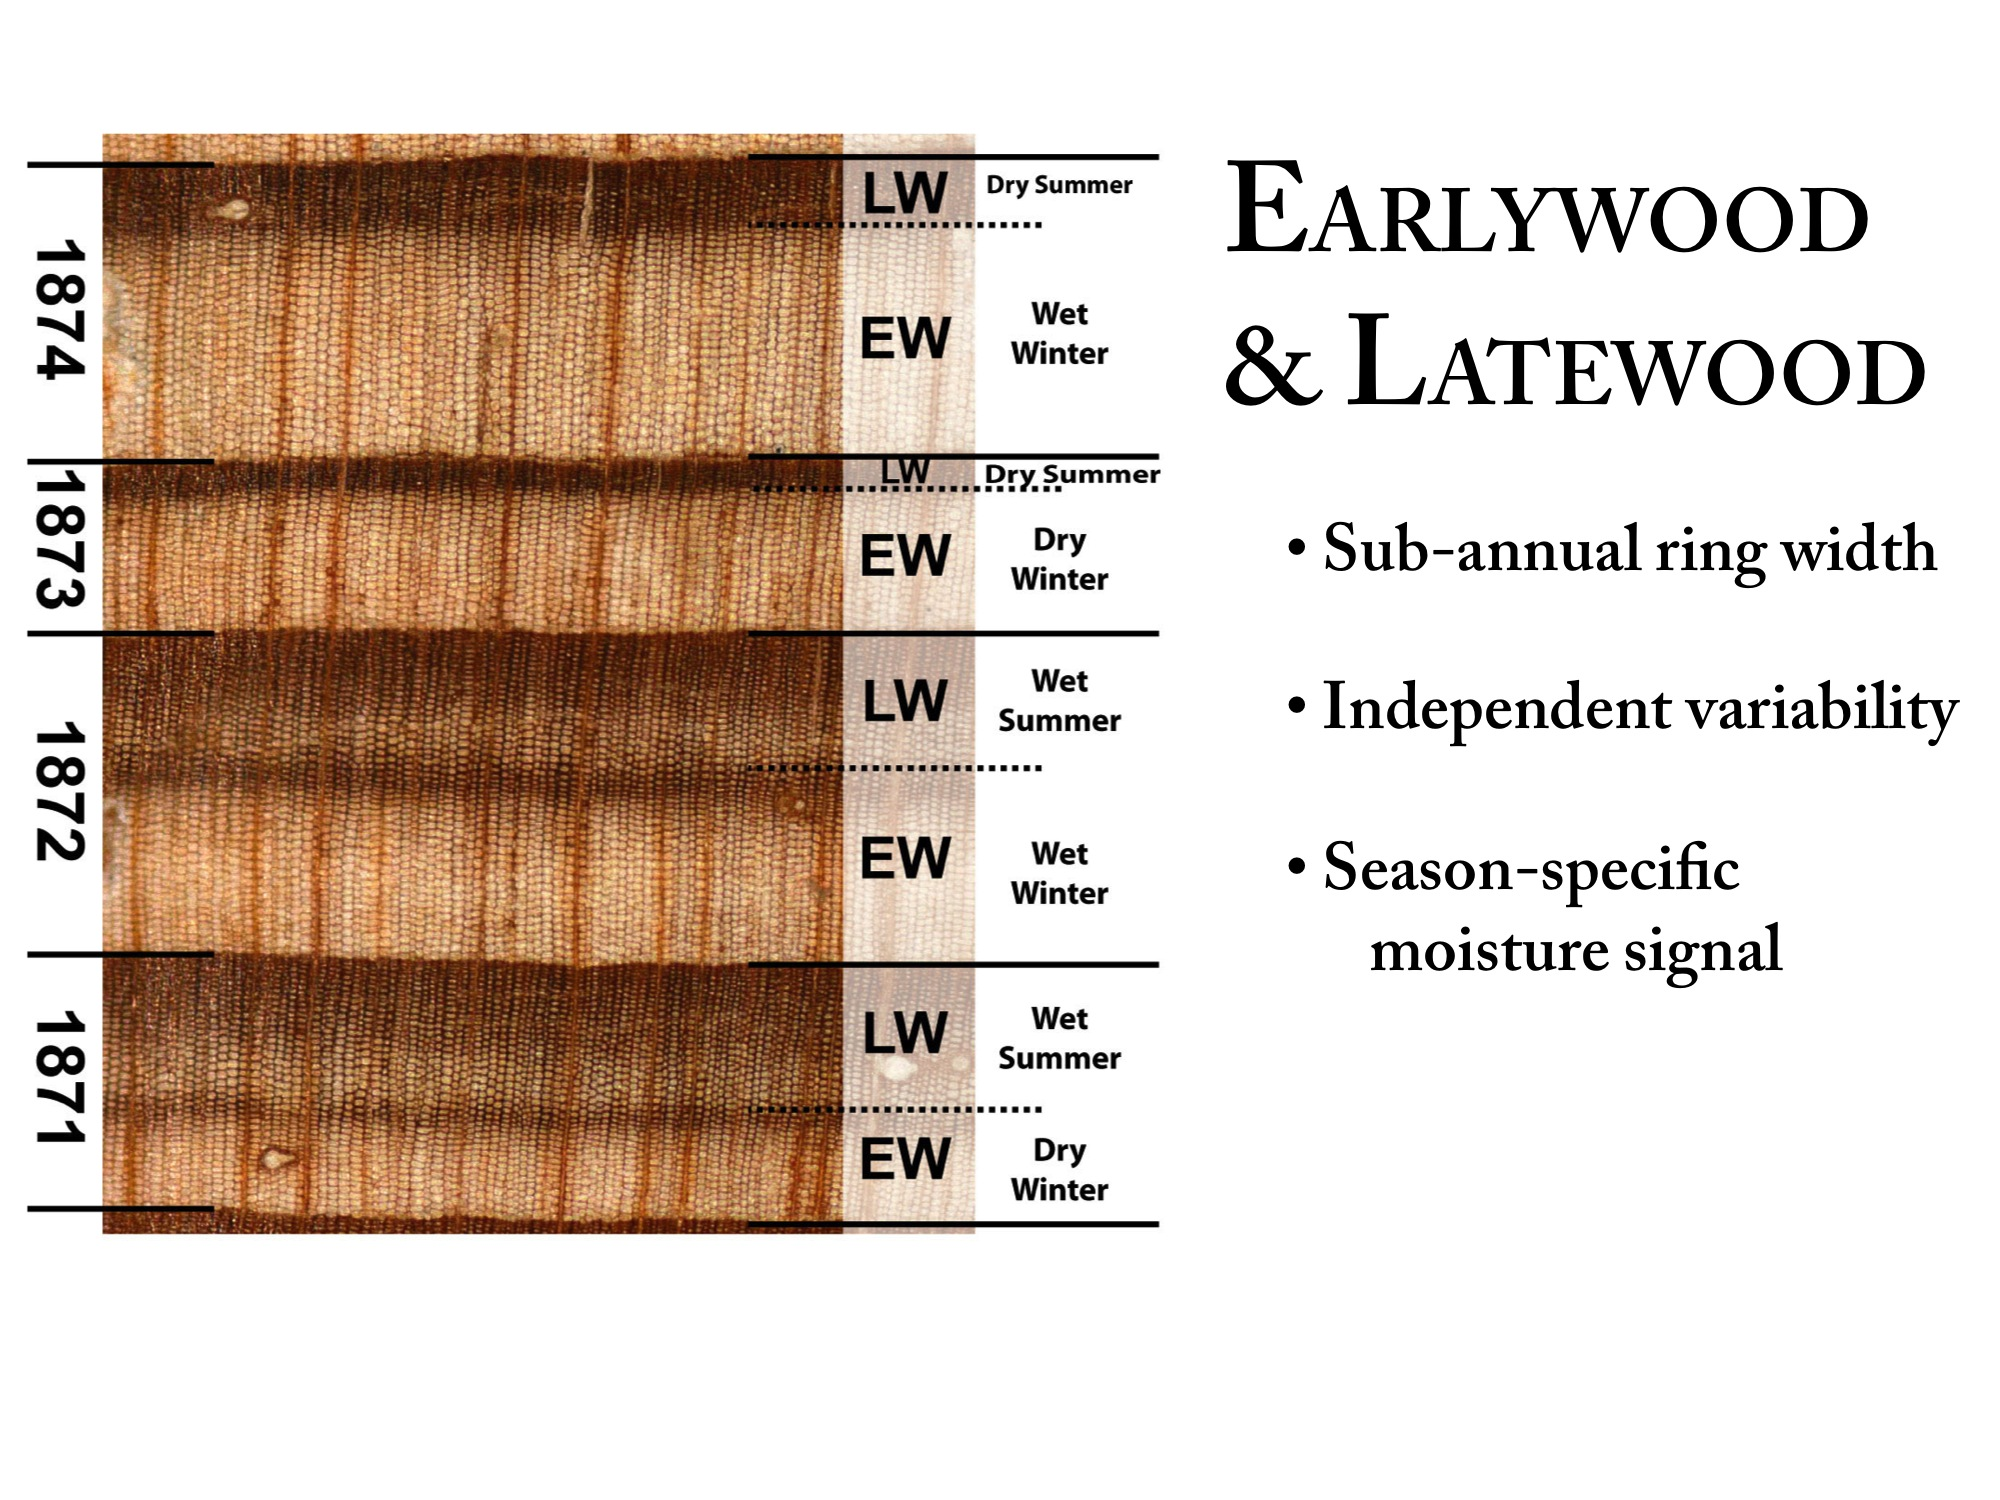 EARLYWOOD
& LATEWOOD
• Sub-annual ring width
• Independent variability
• Season-specific
moisture signal
1874
LW Dry Summer
EW Wet
Winter
1873
LW Dry Summer
EW Dry
Winter
1872
LW Wet
Summer
EW Wet
Winter
1871
LW Wet
Summer
EW Dry
Winter